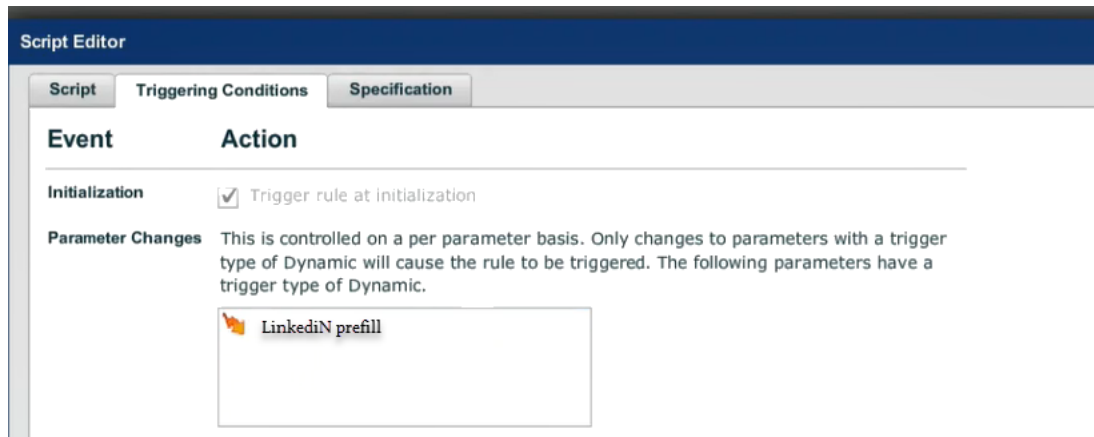 Script Editor
Script Triggering Conditions Specification
Event Action
Initialization Trigger rule at initialization
Parameter Changes This is controlled on a per parameter basis. Only changes to parameters with a trigger
type of Dynamic will cause the rule to be triggered. The following parameters have a
trigger type of Dynamic.
LinkediN prefill